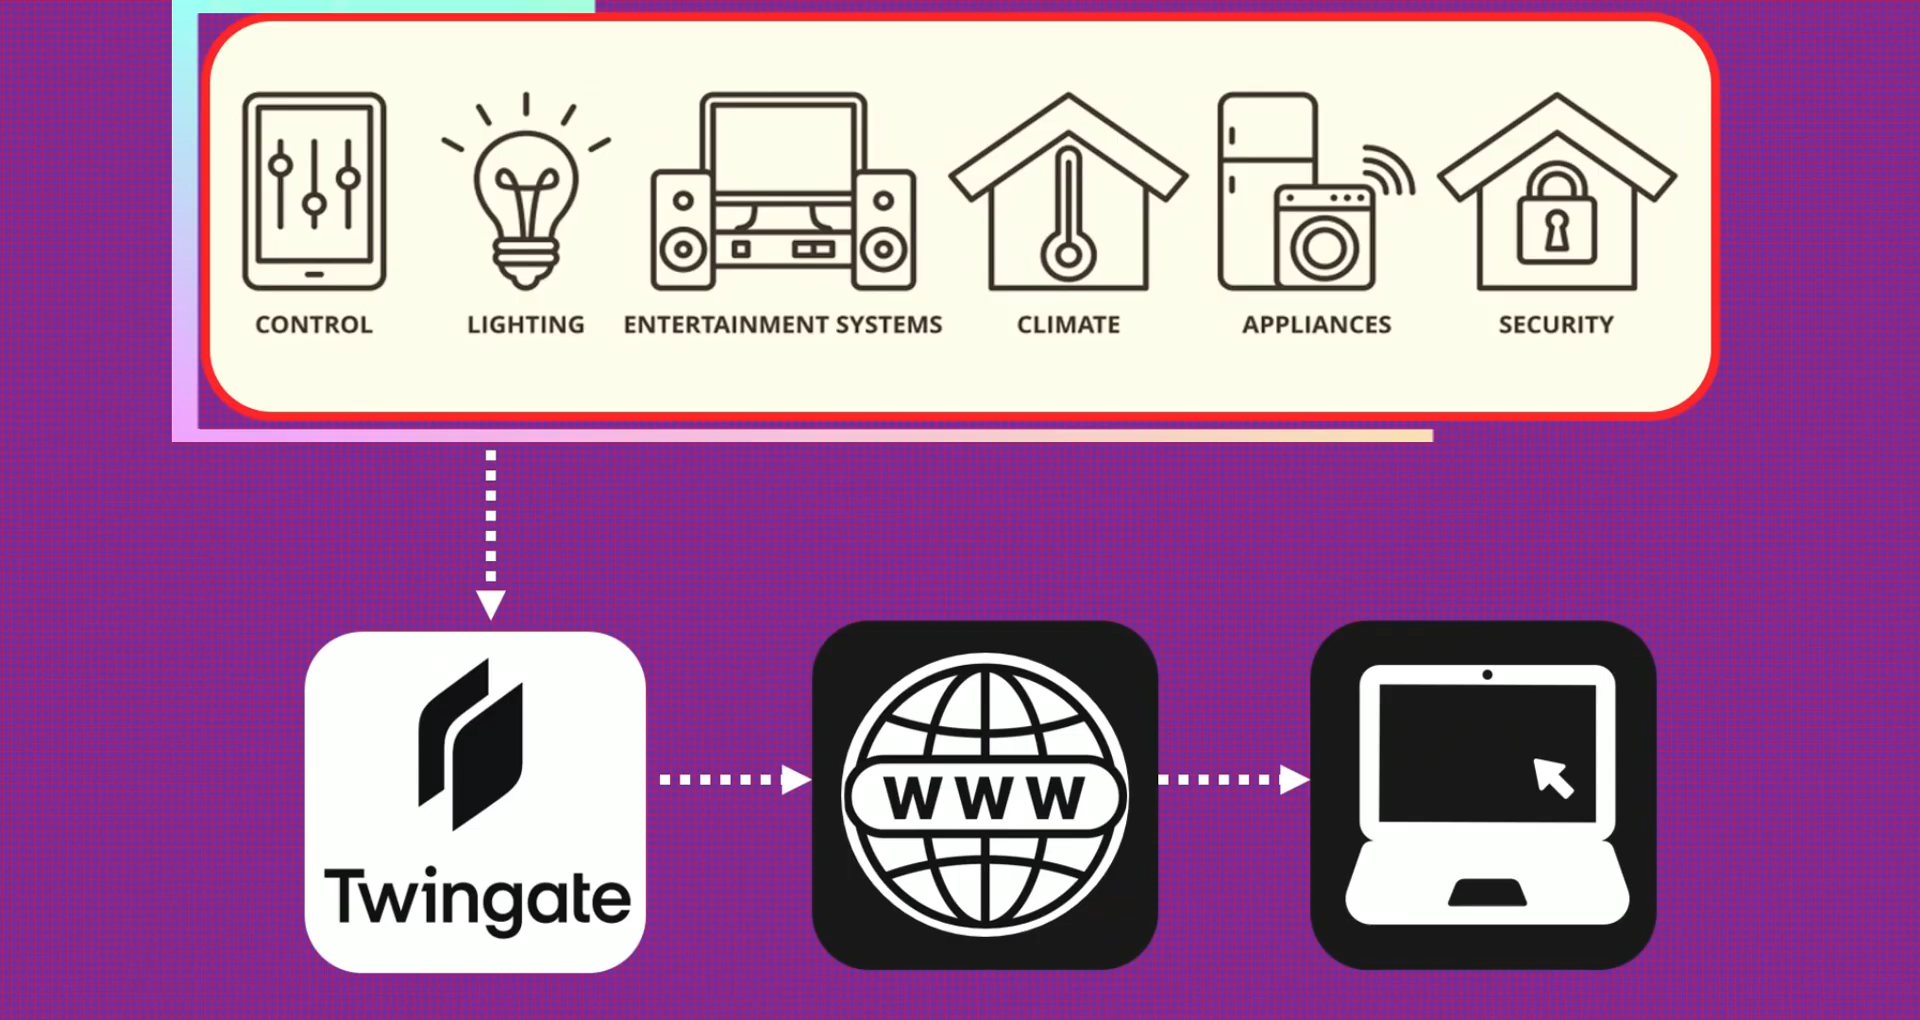 CONTROL
LIGHTING
ENTERTAINMENT SYSTEMS
CLIMATE
APPLIANCES
SECURITY
Twingate
WWW